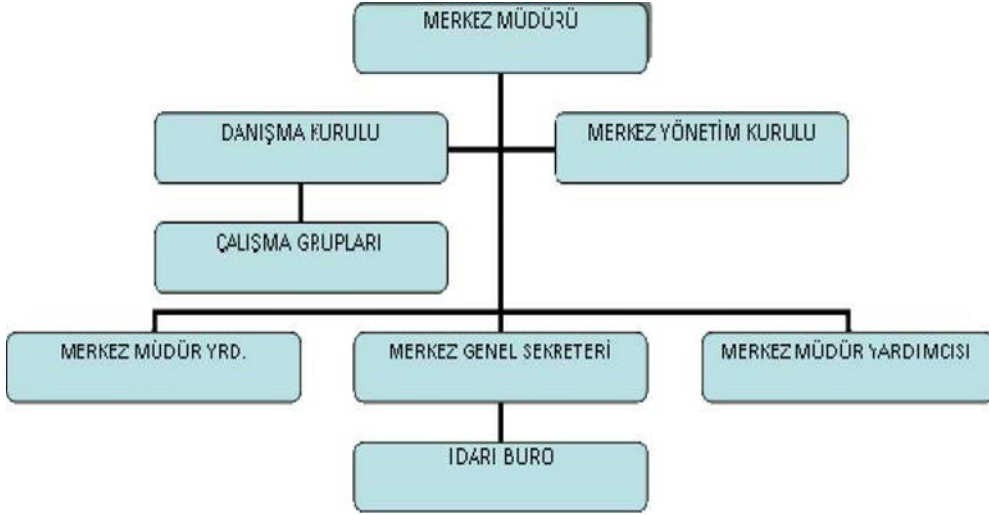 MERKEZ MÜDÜRÜ
DANIŞMA KURULU
MERKEZ YÖNETİM KURULU
ÇALIŞMA GRUPLARI
MERKEZ MÜDÜR YRD.
MERKEZ GENEL SEKRETERİ
MERKEZ MÜDÜR YARDIMCISI
IDARI BURO